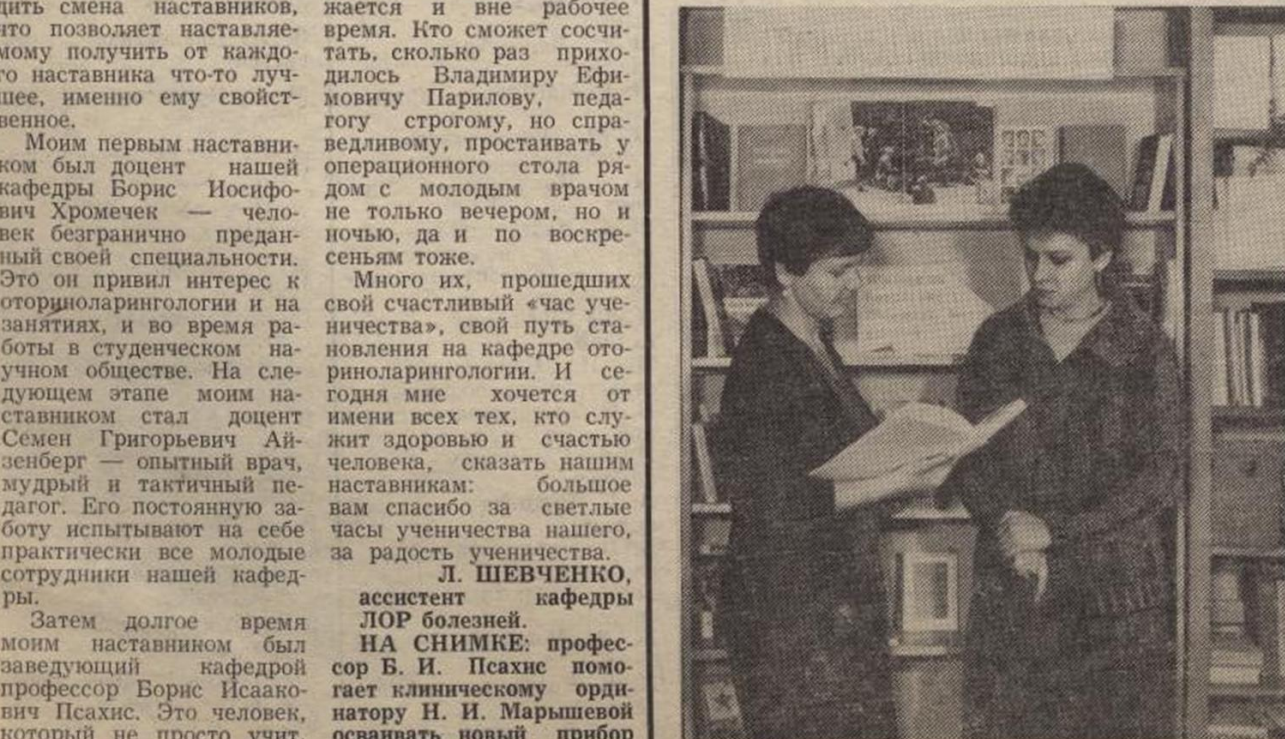 дить смена наставников,
что позволяет наставляе-
мому получить от каждо-
го наставника что-то луч-
шее, именно ему свойст-
венное.
Моим первым наставни-
ком был доцент нашей
кафедры Борис Иосифо-
вич Хромечек — чело-
век безгранично предан-
ный своей специальности.
Это он привил интерес к
оториноларингологии и на
занятиях, и во время ра-
боты в студенческом на-
учном обществе. На сле-
дующем этапе моим на-
ставником стал доцент
Семен Григорьевич Ай-
зенберг — опытный врач,
мудрый и тактичный пе-
дагог. Его постоянную за-
боту испытывают на себе
практически все молодые
сотрудники нашей кафед-
ры.
Затем долгое время
моим наставником был
заведующий кафедрой
профессор Борис Исаако-
вич Псахис. Это человек,
который не просто учит,
жается и вне рабочее
время. Кто сможет сосчи-
тать, сколько раз прихо-
дилось Владимиру Ефи-
мовичу Парилову, педа-
гогу строгому, но спра-
ведливому, простаивать у
операционного стола ря-
дом с молодым врачом
не только вечером, но и
ночью, да и по воскре-
сеньям тоже.
Много их, прошедших
свой счастливый «час уче-
ничества», свой путь ста-
новления на кафедре ото-
риноларингологии. И се-
годня мне хочется от
имени всех тех, кто слу-
жит здоровью и счастью
человека, сказать нашим
наставникам: большое
вам спасибо за светлые
часы ученичества нашего,
за радость ученичества.
Л. ШЕВЧЕНКО,
ассистент кафедры
ЛОР болезней.
НА СНИМКЕ: профес-
сор Б. И. Псахис помо-
гает клиническому орди-
натору Н. И. Марышевой
осваивать новый прибор